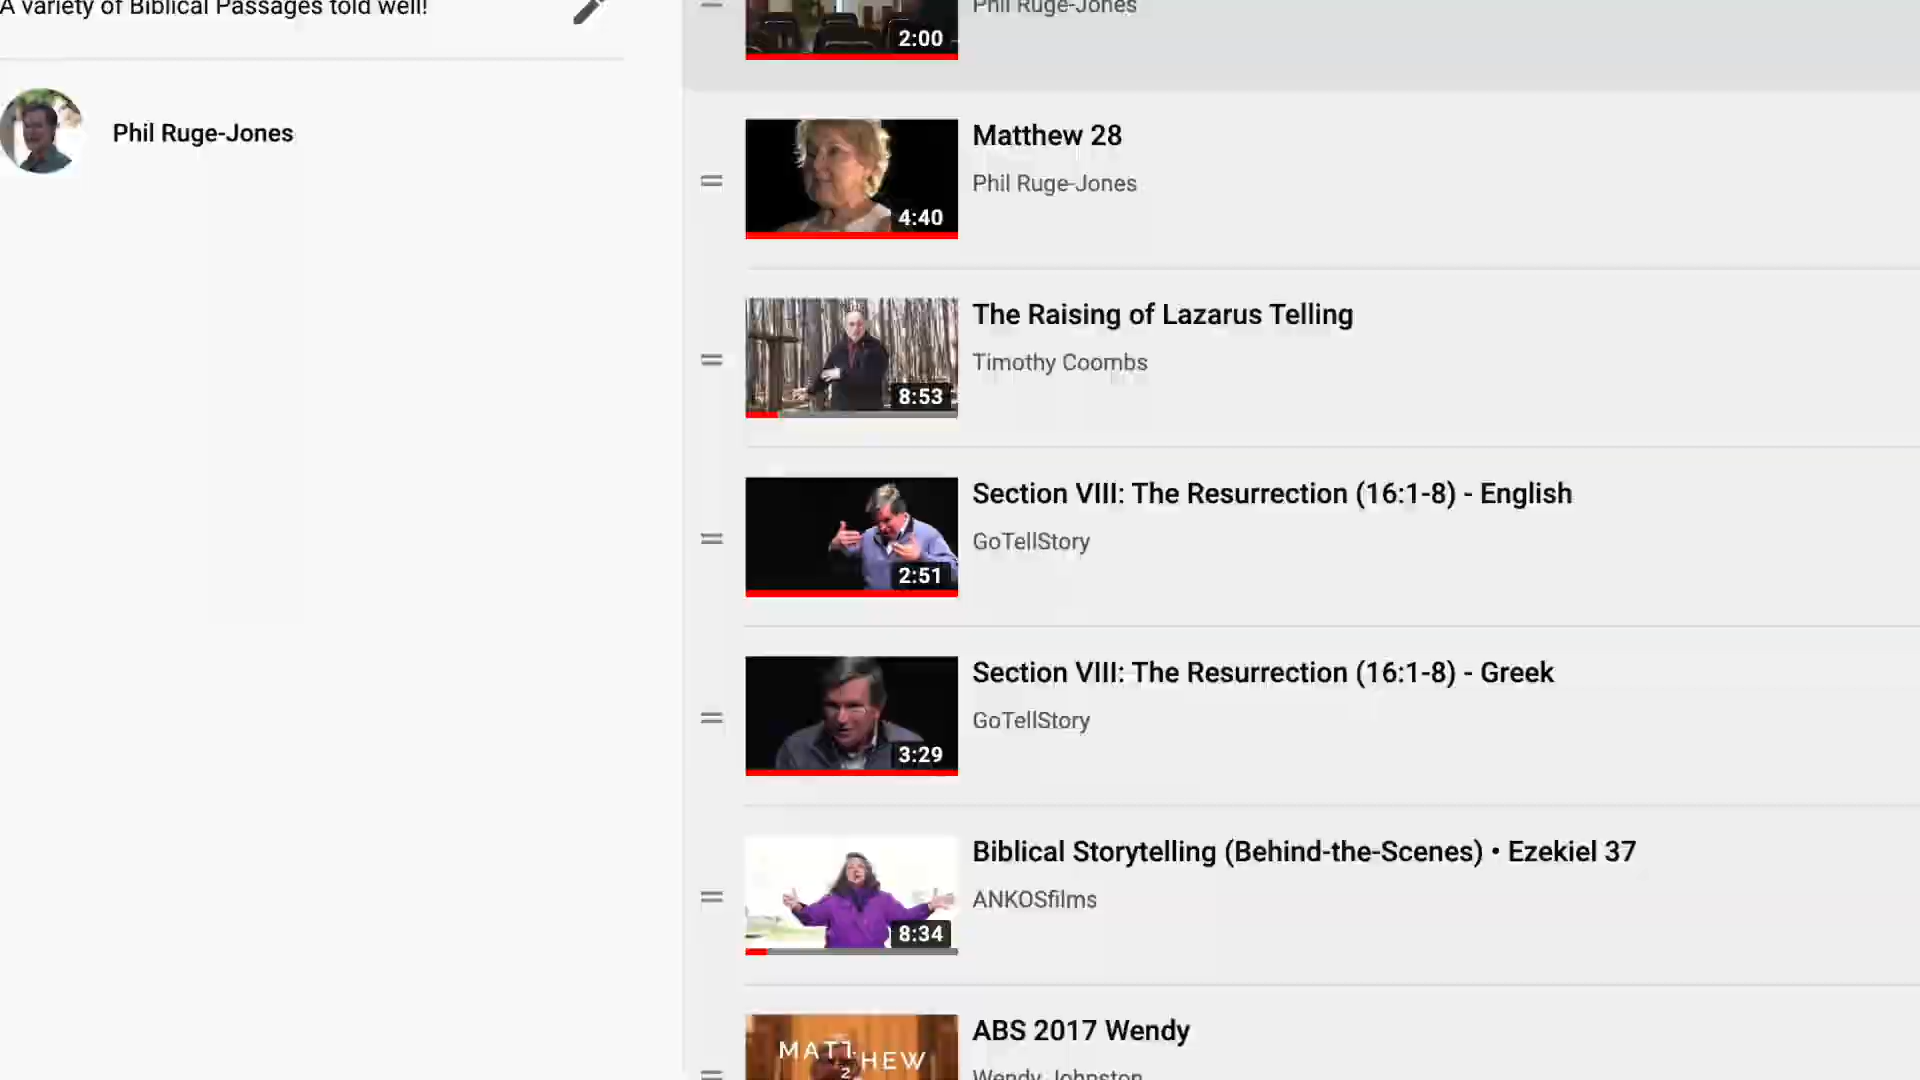 A variety of Biblical Passages told well!
Phil Ruge-Jones
Phil Ruge-Jones
2:00
Matthew 28
Phil Ruge-Jones
4:40
The Raising of Lazarus Telling
Timothy Coombs
8:53
Section VIII: The Resurrection (16:1-8) - English
GoTellStory
2:51
Section VIII: The Resurrection (16:1-8) - Greek
GoTellStory
3:29
Biblical Storytelling (Behind-the-Scenes) • Ezekiel 37
ANKOSfilms
8:34
ABS 2017 Wendy
Wendy Johnston
MATTHEW
2